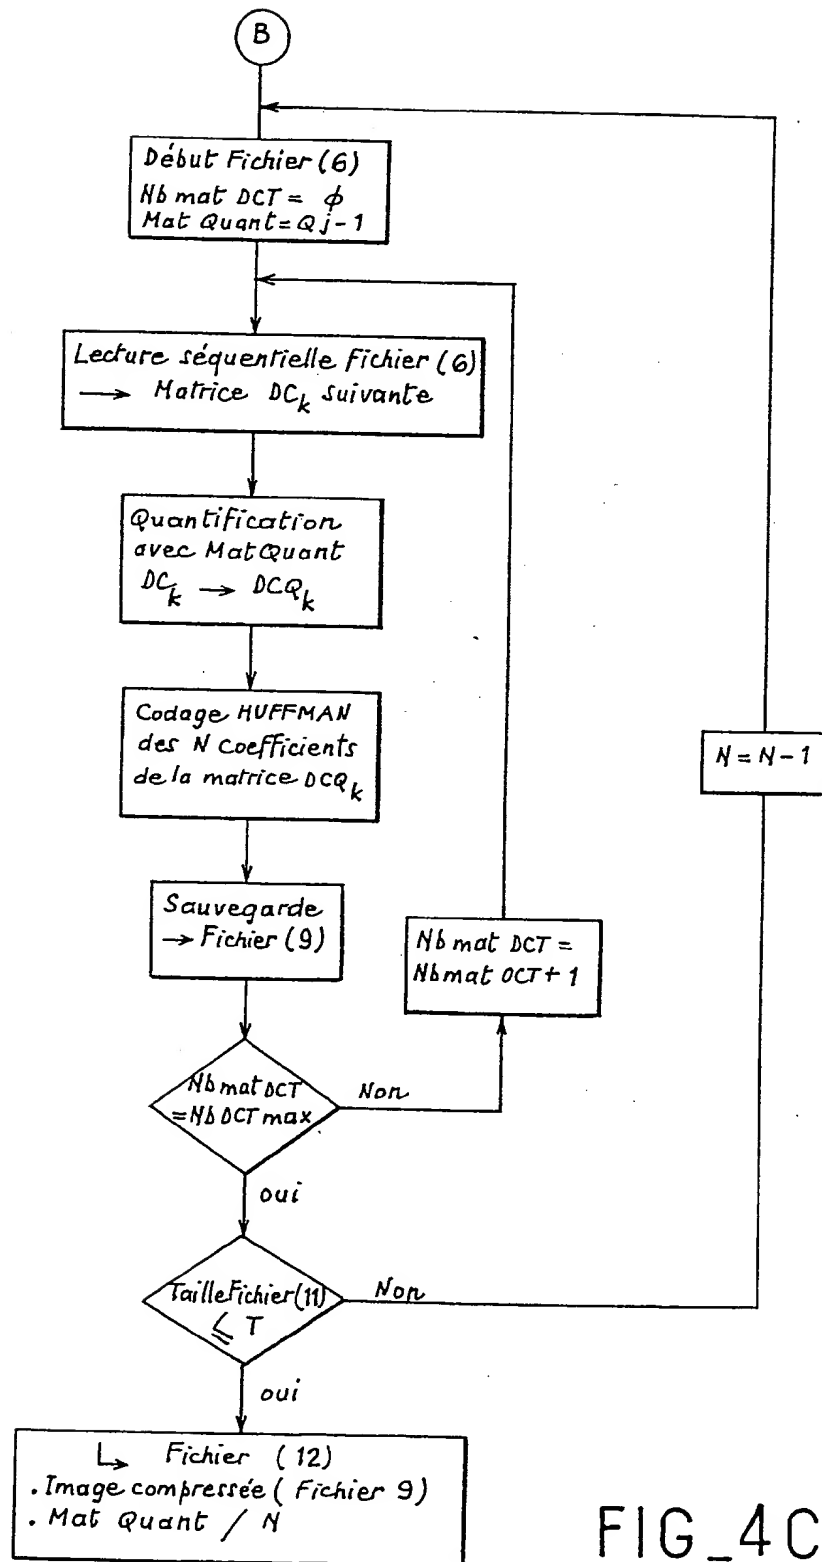 B
Début Fichier (6)
Nb mat DCT = ϕ
Mat Quant = Qj-1
Lecture séquentielle Fichier (6)
→ Matrice DCk suivante
Quantification
avec MatQuant
DCk → DCQk
Codage HUFFMAN
des N coefficients
de la matrice DCQk
N = N-1
Sauvegarde
→ Fichier (9)
Nb mat DCT =
Nb mat DCT + 1
Nb mat DCT
= Nb DCT max
Non
oui
Taille Fichier (11)
≤ T
Non
oui
↳ Fichier (12)
. Image compressée ( Fichier 9)
. Mat Quant / N
FIG_4C